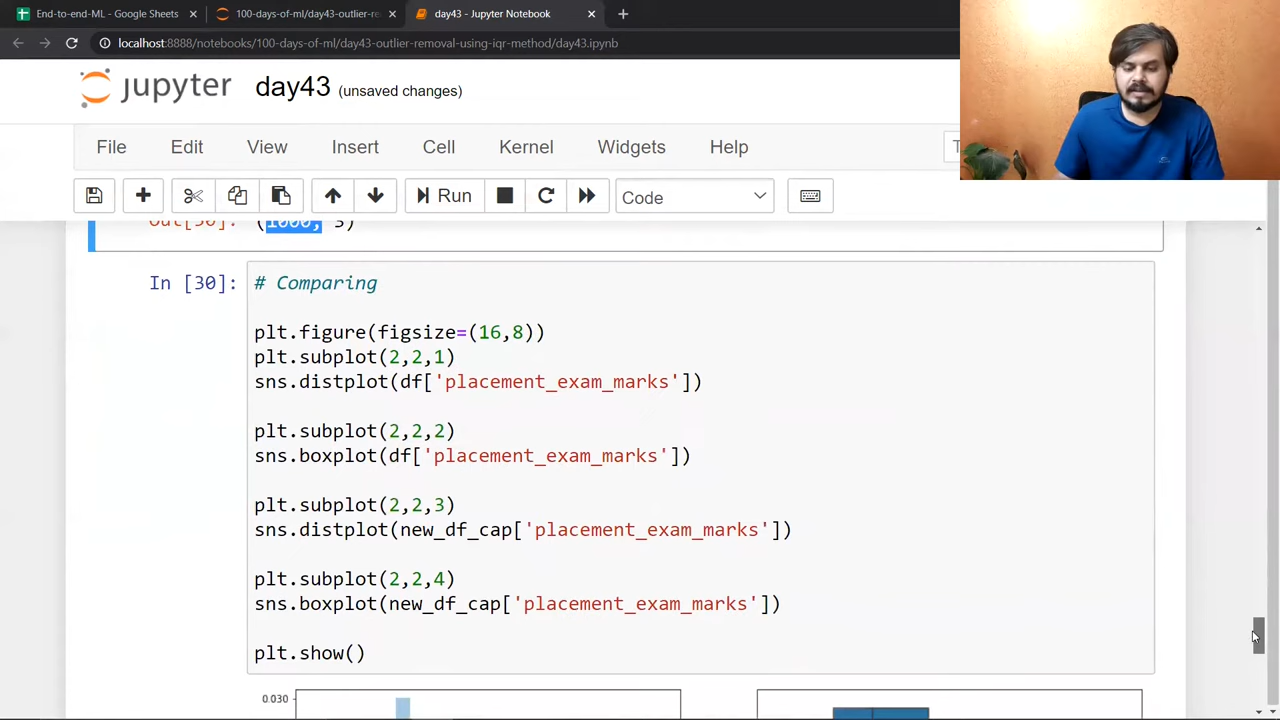 End-to-end-ML - Google Sheets
100-days-of-ml/day43-outlier-re
day43 - Jupyter Notebook
localhost:8888/notebooks/100-days-of-ml/day43-outlier-removal-using-iqr-method/day43.ipynb
jupyter day43 (unsaved changes)
File Edit View Insert Cell Kernel Widgets Help
Run Code
(1000, 3)
In [30]: # Comparing
plt.figure(figsize=(16,8))
plt.subplot(2,2,1)
sns.distplot(df['placement_exam_marks'])
plt.subplot(2,2,2)
sns.boxplot(df['placement_exam_marks'])
plt.subplot(2,2,3)
sns.distplot(new_df_cap['placement_exam_marks'])
plt.subplot(2,2,4)
sns.boxplot(new_df_cap['placement_exam_marks'])
plt.show()
0.030